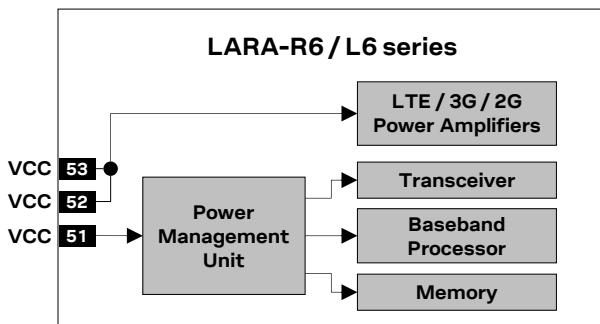 LARA-R6 / L6 series
LTE / 3G / 2G
Power Amplifiers
VCC 53
VCC 52
VCC 51
Power
Management
Unit
Transceiver
Baseband
Processor
Memory